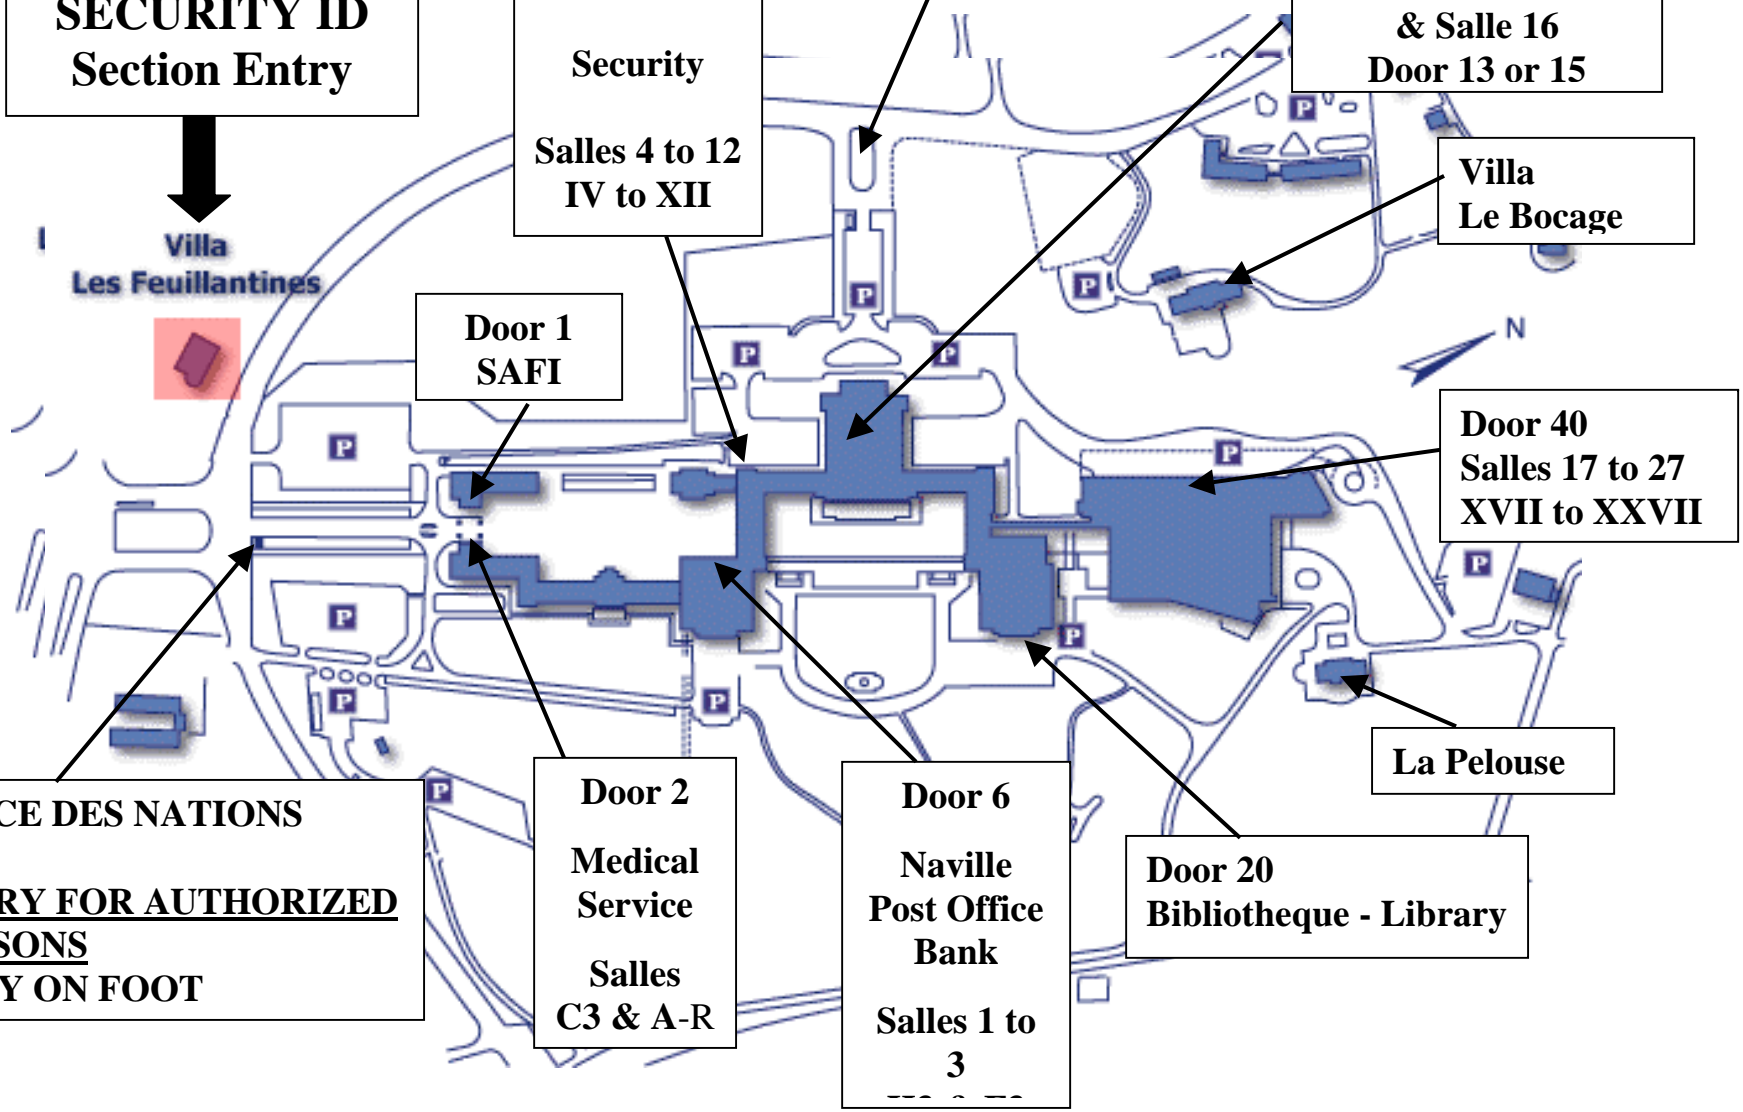 SECURITY ID
Section Entry
Security
Salles 4 to 12
IV to XII
& Salle 16
Door 13 or 15
P
Villa
Le Bocage
Villa
Les Feuillantines
P
P
Door 1
SAFI
P
P
N
Door 40
Salles 17 to 27
XVII to XXVII
P
P
P
P
P
P
P
La Pelouse
P
CE DES NATIONS
RY FOR AUTHORIZED
SONS
Y ON FOOT
Door 2
Medical
Service
Salles
C3 & A-R
Door 6
Naville
Post Office
Bank
Salles 1 to
3
Door 20
Bibliotheque - Library